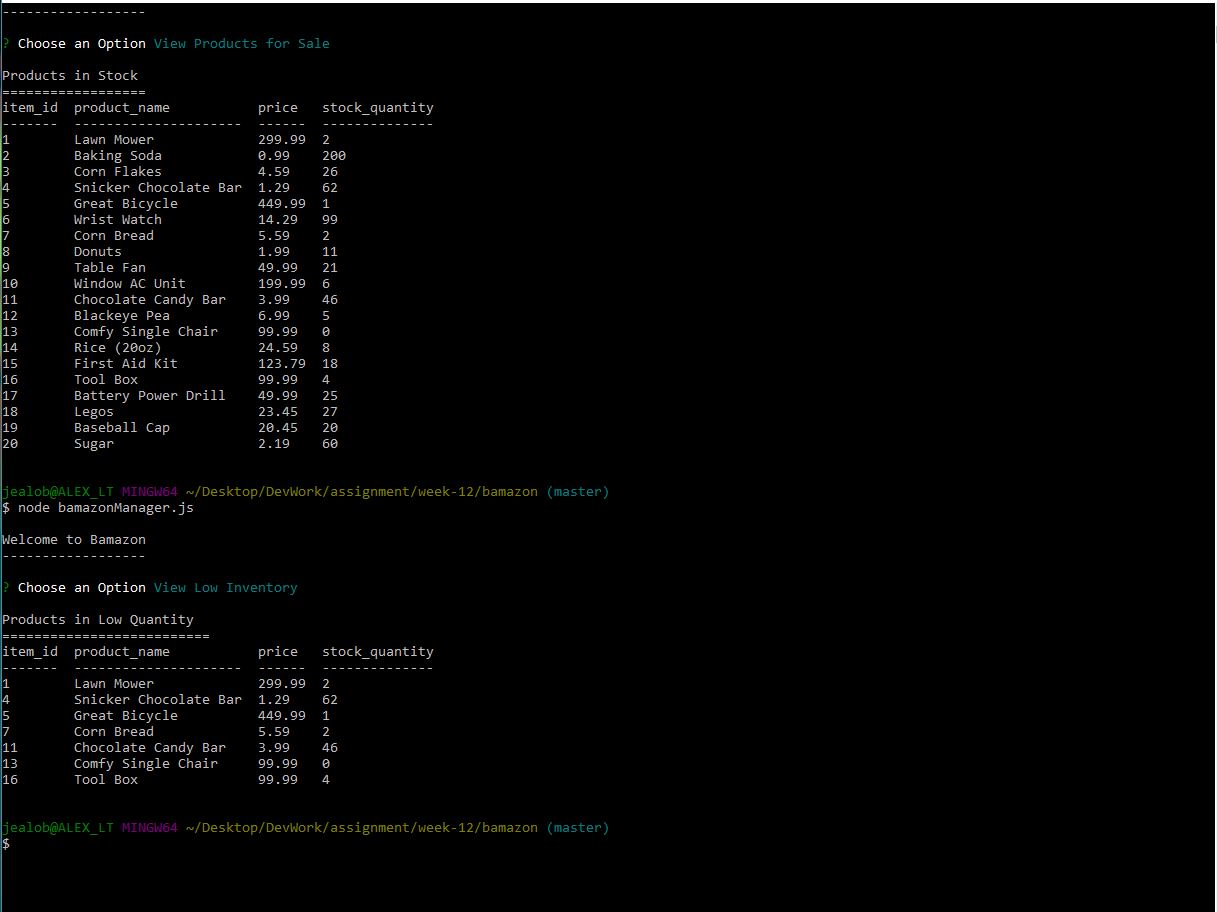 ------------------
? Choose an Option View Products for Sale
Products in Stock
==================
item_id  product_name           price   stock_quantity
-------  ---------------------  ------  --------------
1        Lawn Mower             299.99  2
2        Baking Soda            0.99    200
3        Corn Flakes            4.59    26
4        Snicker Chocolate Bar  1.29    62
5        Great Bicycle          449.99  1
6        Wrist Watch            14.29   99
7        Corn Bread             5.59    2
8        Donuts                 1.99    11
9        Table Fan              49.99   21
10       Window AC Unit         199.99  6
11       Chocolate Candy Bar    3.99    46
12       Blackeye Pea           6.99    5
13       Comfy Single Chair     99.99   0
14       Rice (20oz)            24.59   8
15       First Aid Kit          123.79  18
16       Tool Box               99.99   4
17       Battery Power Drill    49.99   25
18       Legos                  23.45   27
19       Baseball Cap           20.45   20
20       Sugar                  2.19    60
jealob@ALEX_LT MINGW64 ~/Desktop/DevWork/assignment/week-12/bamazon (master)
$ node bamazonManager.js
Welcome to Bamazon
------------------
? Choose an Option View Low Inventory
Products in Low Quantity
==========================
item_id  product_name           price   stock_quantity
-------  ---------------------  ------  --------------
1        Lawn Mower             299.99  2
4        Snicker Chocolate Bar  1.29    62
5        Great Bicycle          449.99  1
7        Corn Bread             5.59    2
11       Chocolate Candy Bar    3.99    46
13       Comfy Single Chair     99.99   0
16       Tool Box               99.99   4
jealob@ALEX_LT MINGW64 ~/Desktop/DevWork/assignment/week-12/bamazon (master)
$